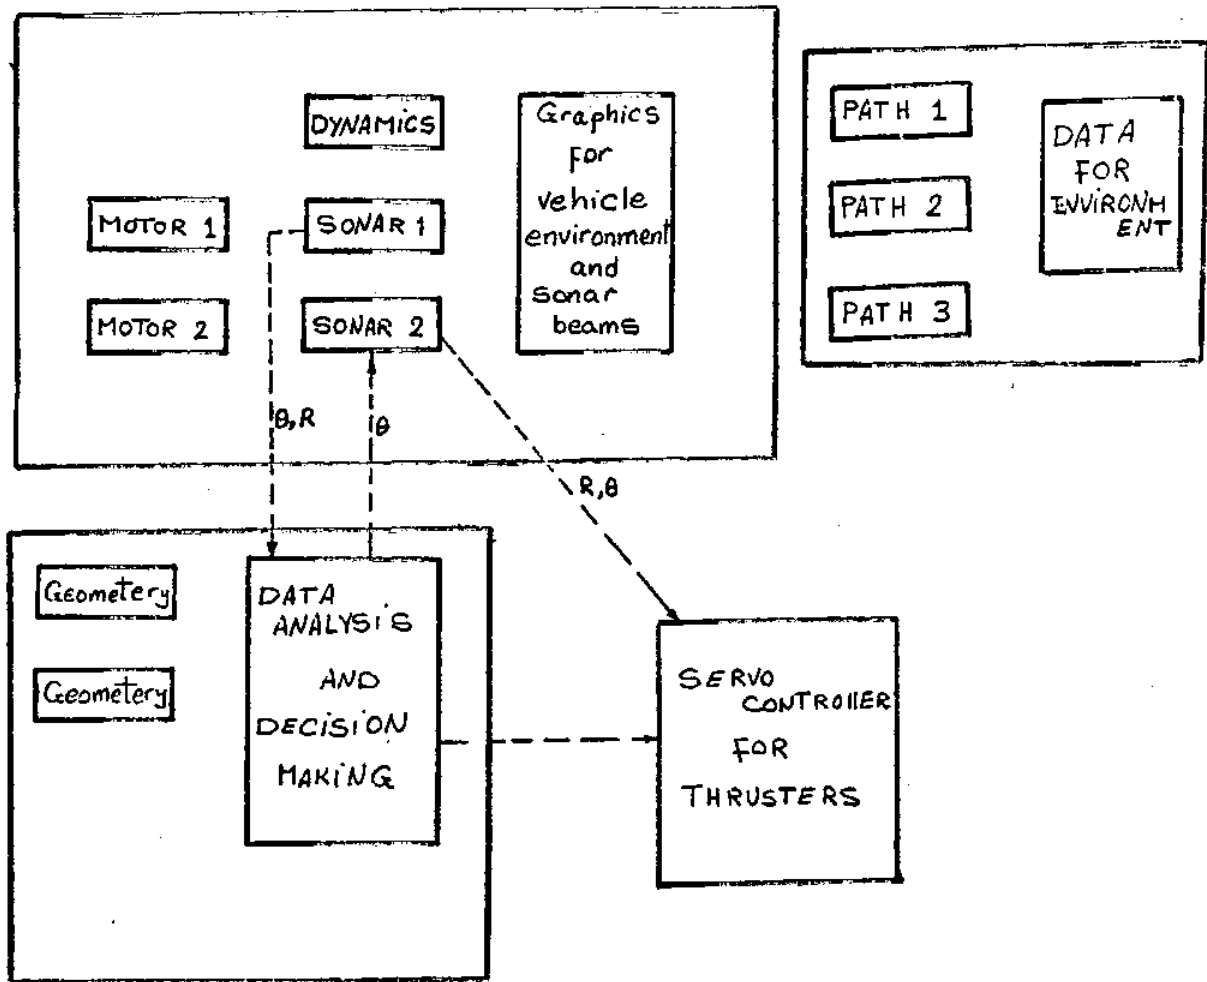 DYNAMICS
MOTOR 1
SONAR 1
MOTOR 2
SONAR 2
Graphics
for
vehicle
environment
and
sonar
beams
PATH 1
PATH 2
PATH 3
DATA
FOR
ENVIRONM
ENT
θ,R
θ
R,θ
Geometery
Geometery
DATA
ANALYSIS
AND
DECISION
MAKING
SERVO
CONTROLLER
FOR
THRUSTERS